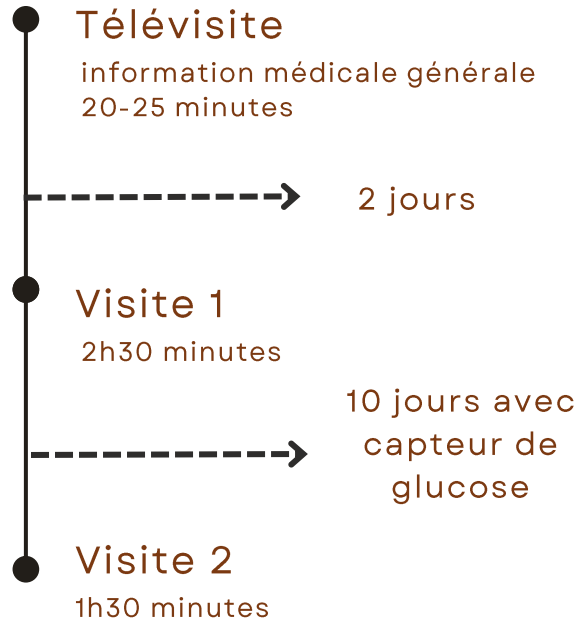 Télévisite
information médicale générale
20-25 minutes
2 jours
Visite 1
2h30 minutes
10 jours avec
capteur de
glucose
Visite 2
1h30 minutes